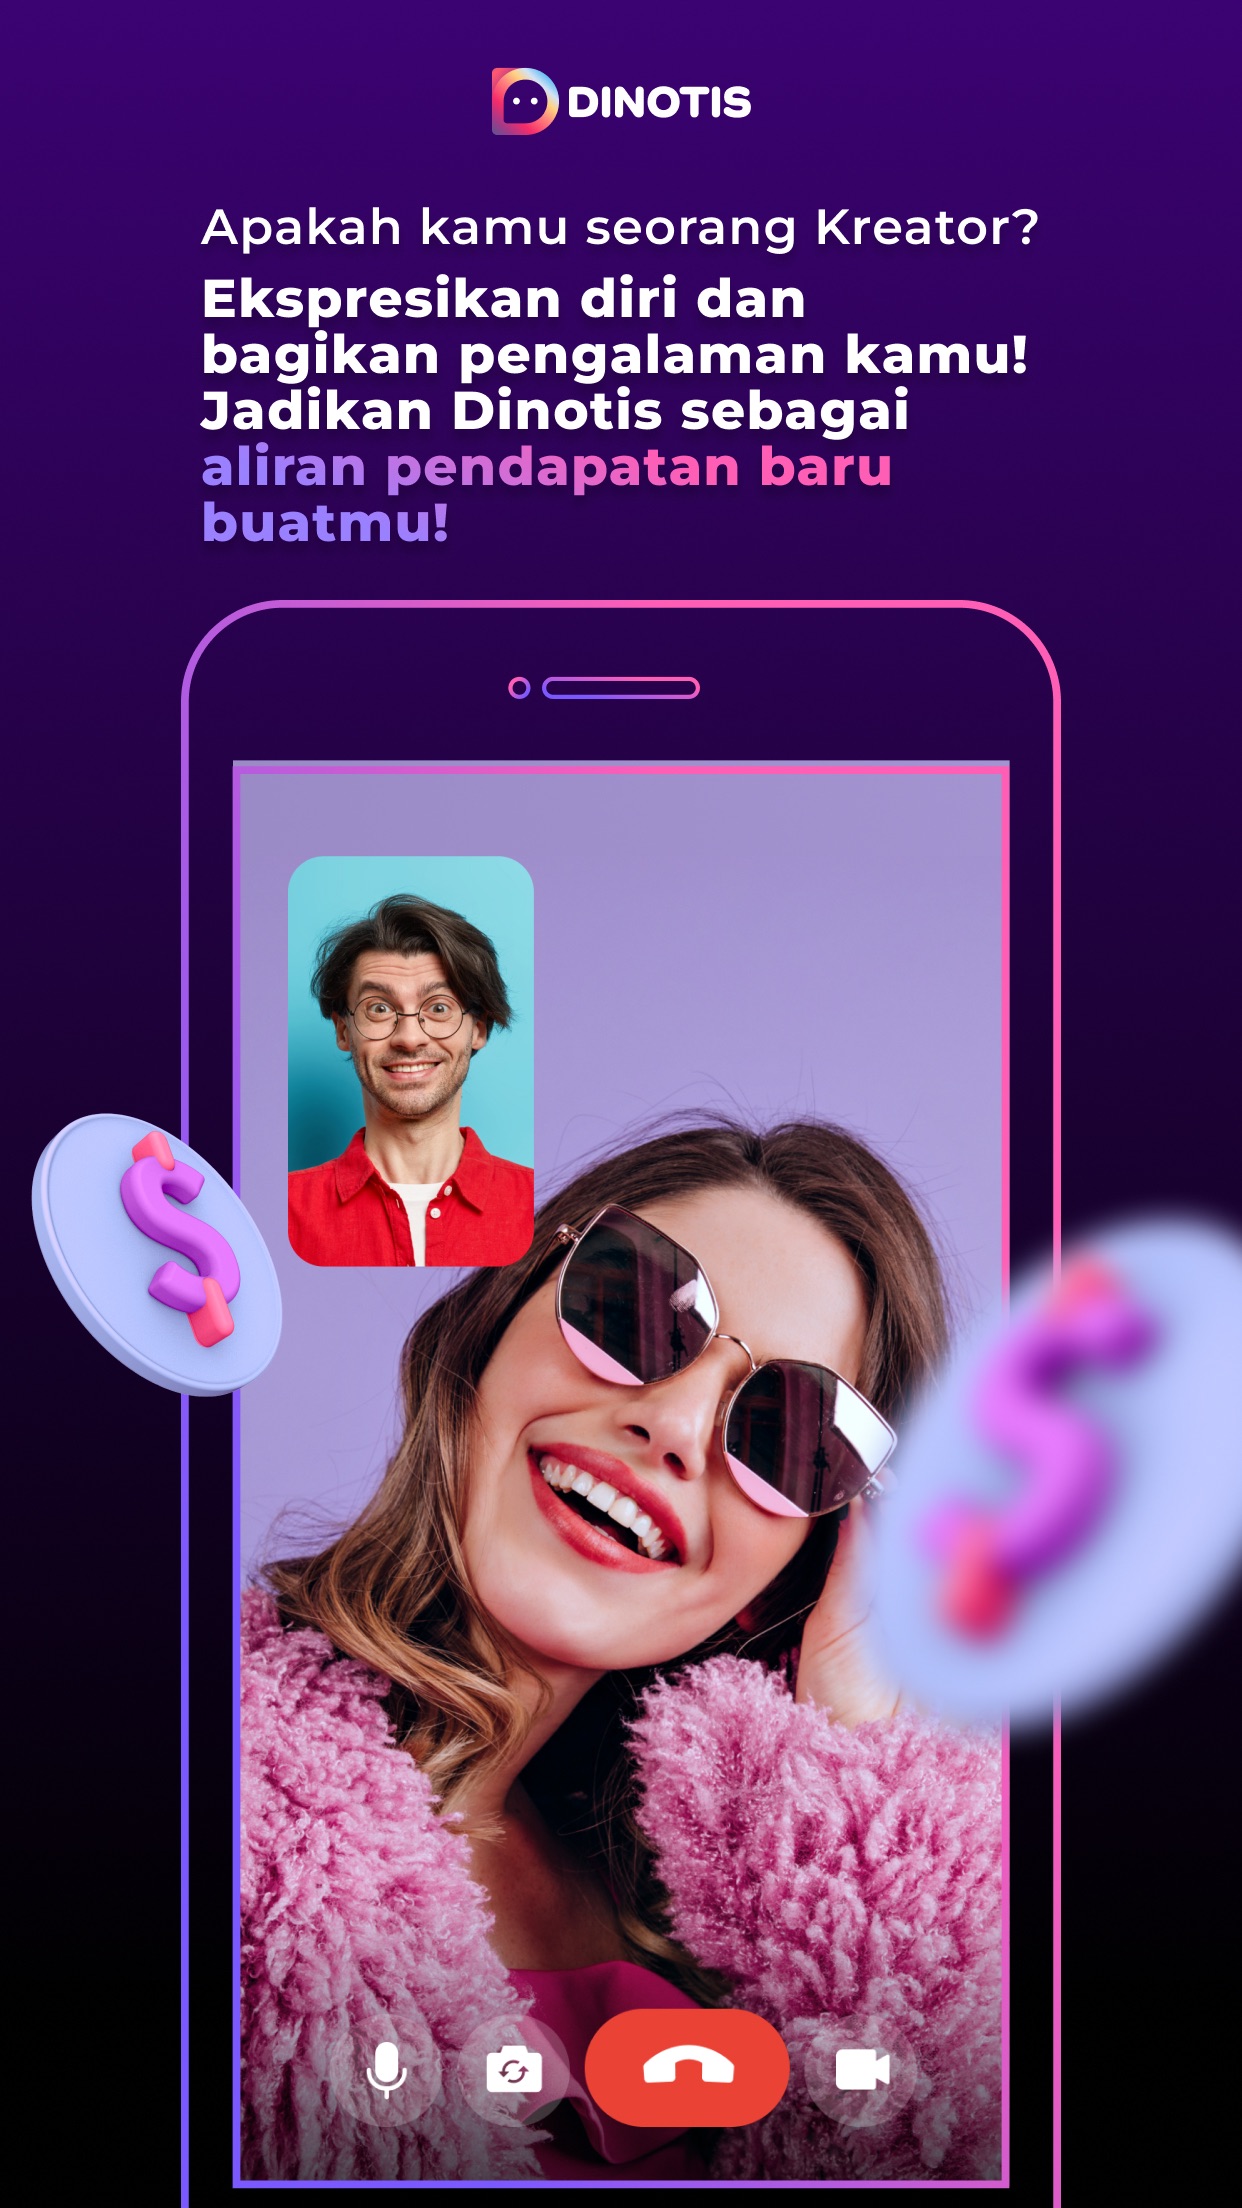 DINOTIS
Apakah kamu seorang Kreator?
Ekspresikan diri dan
bagikan pengalaman kamu!
Jadikan Dinotis sebagai
aliran pendapatan baru
buatmu!